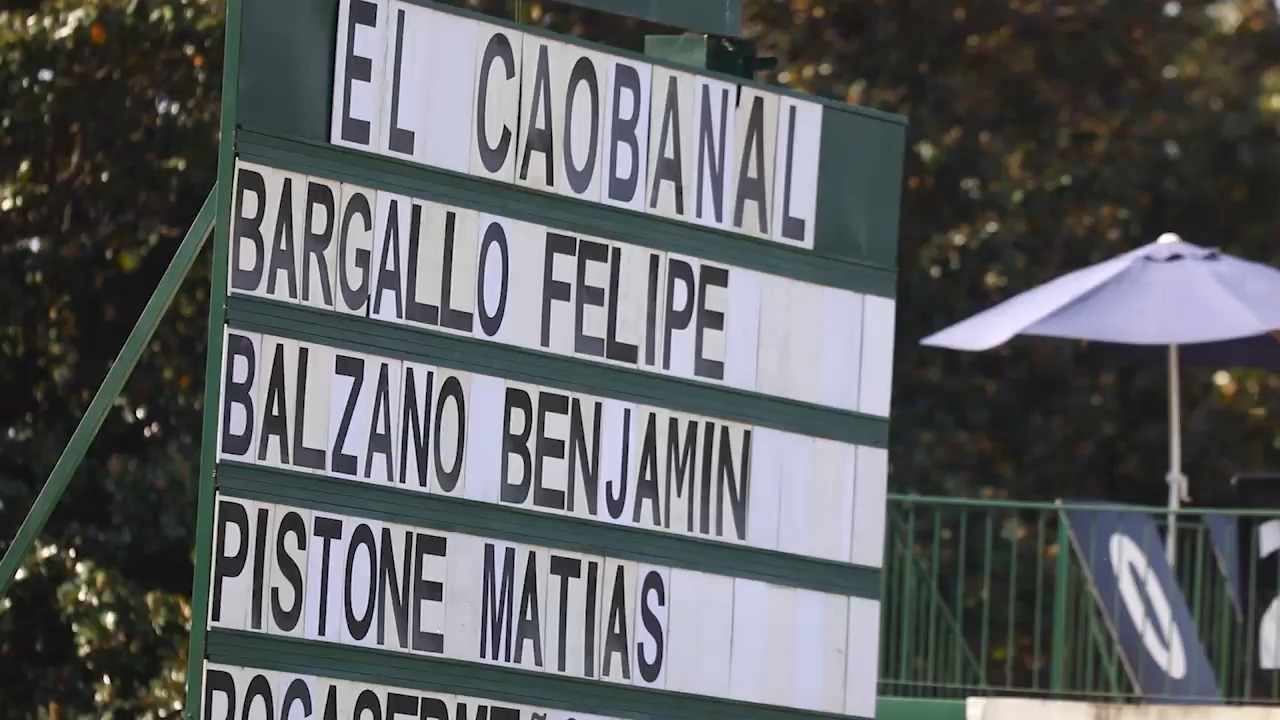 EL CAOBANAL
BARGALLO FELIPE
BALZANO BENJAMIN
PISTONE MATIAS